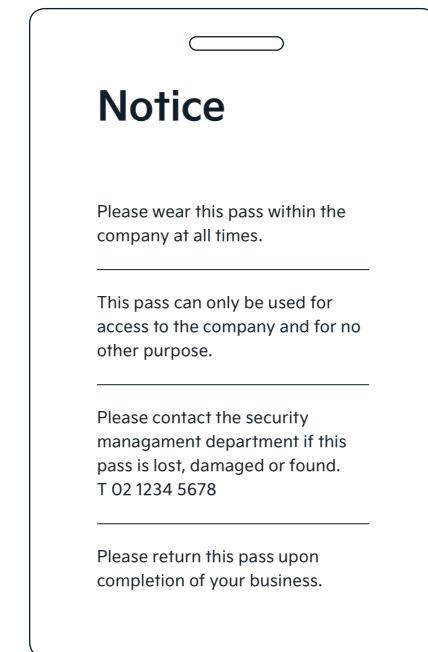 Notice
Please wear this pass within the
company at all times.
This pass can only be used for
access to the company and for no
other purpose.
Please contact the security
managament department if this
pass is lost, damaged or found.
T 02 1234 5678
Please return this pass upon
completion of your business.